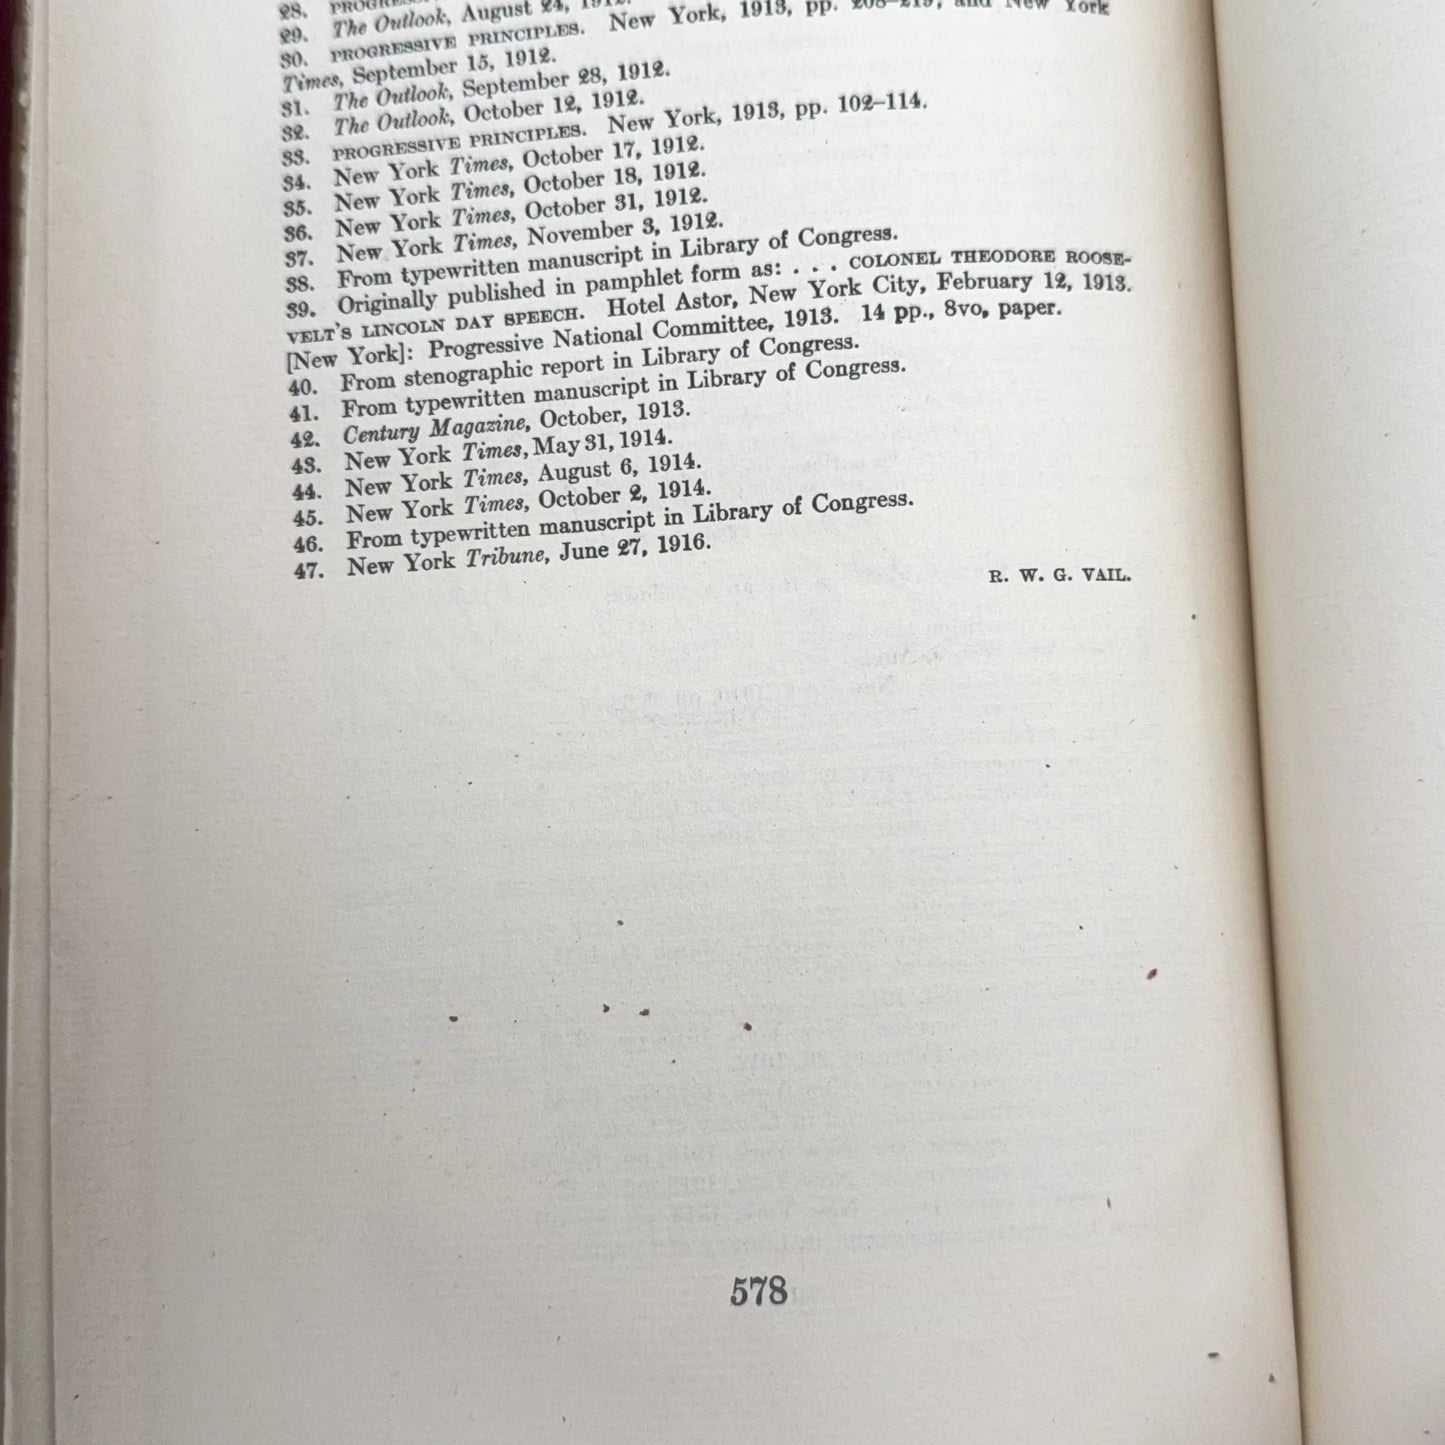 28. PROGRESSIVE
29. The Outlook, August 24, 1912.
30. PROGRESSIVE PRINCIPLES. New York, 1913, pp. 208–219, and New York
Times, September 15, 1912.
31. The Outlook, September 28, 1912.
32. The Outlook, October 12, 1912.
33. PROGRESSIVE PRINCIPLES. New York, 1913, pp. 102–114.
34. New York Times, October 17, 1912.
35. New York Times, October 18, 1912.
36. New York Times, October 31, 1912.
37. New York Times, November 3, 1912.
38. From typewritten manuscript in Library of Congress.
39. Originally published in pamphlet form as: . . . COLONEL THEODORE ROOSE-
VELT'S LINCOLN DAY SPEECH. Hotel Astor, New York City, February 12, 1913.
[New York]: Progressive National Committee, 1913. 14 pp., 8vo, paper.
40. From stenographic report in Library of Congress.
41. From typewritten manuscript in Library of Congress.
42. Century Magazine, October, 1913.
43. New York Times, May 31, 1914.
44. New York Times, August 6, 1914.
45. New York Times, October 2, 1914.
46. From typewritten manuscript in Library of Congress.
47. New York Tribune, June 27, 1916.
R. W. G. VAIL.
578